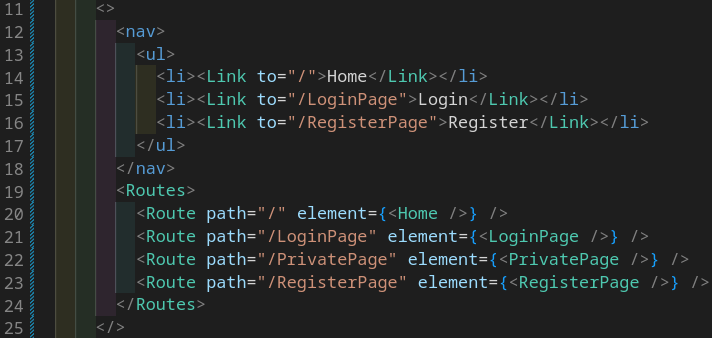 11 <>
12 <nav>
13 <ul>
14 <li><Link to="/">Home</Link></li>
15 <li><Link to="/LoginPage">Login</Link></li>
16 <li><Link to="/RegisterPage">Register</Link></li>
17 </ul>
18 </nav>
19 <Routes>
20 <Route path="/" element={<Home />} />
21 <Route path="/LoginPage" element={<LoginPage />} />
22 <Route path="/PrivatePage" element={<PrivatePage />} />
23 <Route path="/RegisterPage" element={<RegisterPage />} />
24 </Routes>
25 </>